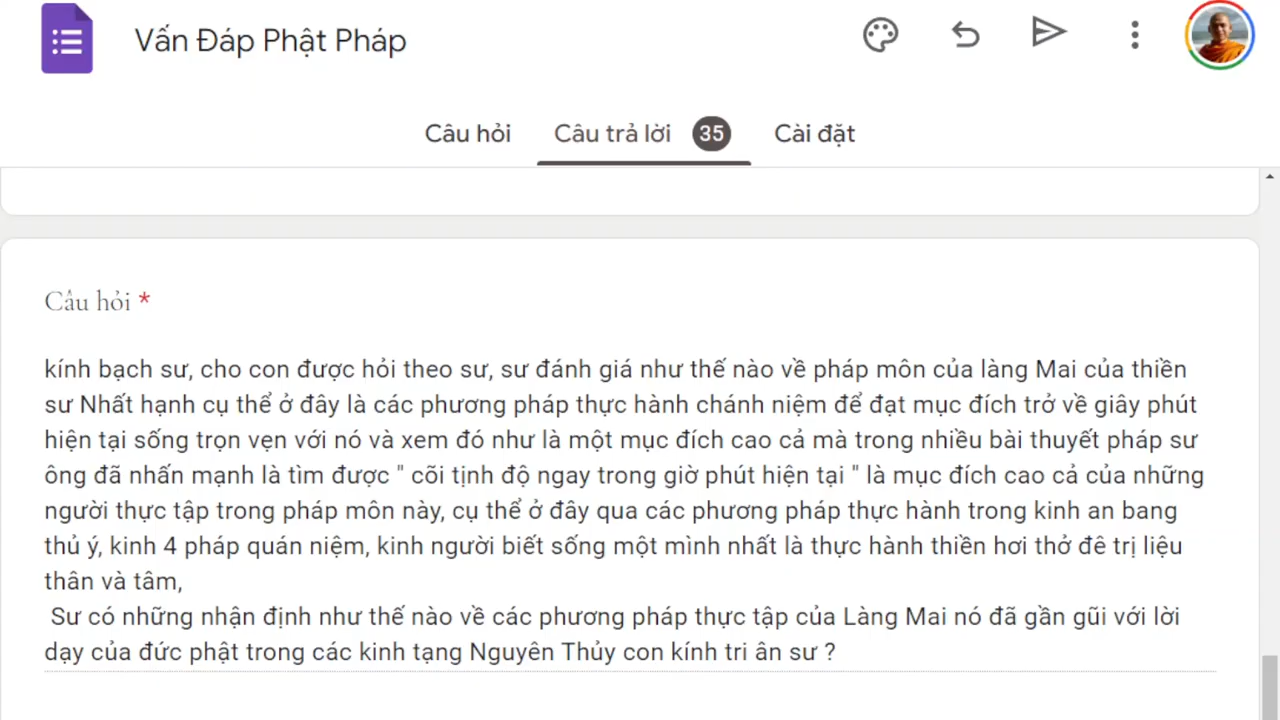 Vấn Đáp Phật Pháp
Câu hỏi
Câu trả lời 35
Cài đặt
Câu hỏi *
kính bạch sư, cho con được hỏi theo sư, sư đánh giá như thế nào về pháp môn của làng Mai của thiền
sư Nhất hạnh cụ thể ở đây là các phương pháp thực hành chánh niệm để đạt mục đích trở về giây phút
hiện tại sống trọn vẹn với nó và xem đó như là một mục đích cao cả mà trong nhiều bài thuyết pháp sư
ông đã nhấn mạnh là tìm được " cõi tịnh độ ngay trong giờ phút hiện tại " là mục đích cao cả của những
người thực tập trong pháp môn này, cụ thể ở đây qua các phương pháp thực hành trong kinh an bang
thủ ý, kinh 4 pháp quán niệm, kinh người biết sống một mình nhất là thực hành thiền hơi thở đê trị liệu
thân và tâm,
Sư có những nhận định như thế nào về các phương pháp thực tập của Làng Mai nó đã gần gũi với lời
dạy của đức phật trong các kinh tạng Nguyên Thủy con kính tri ân sư ?